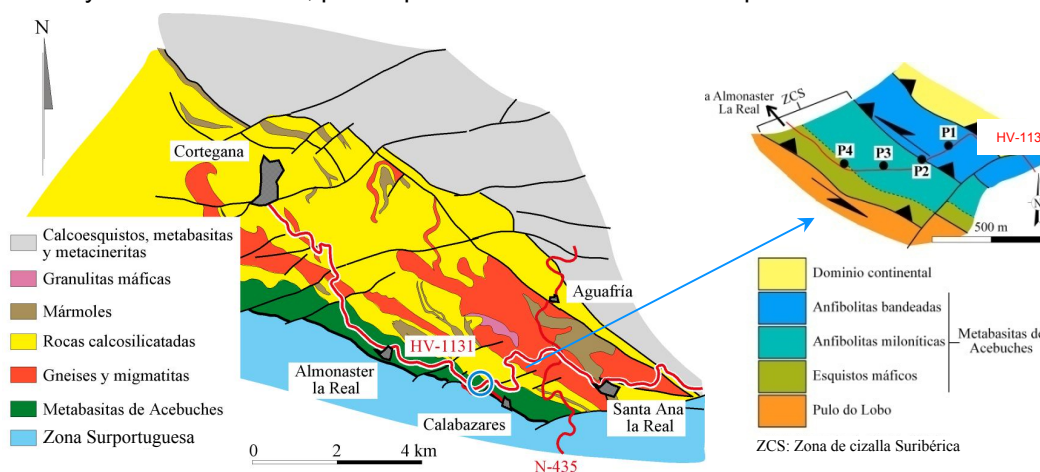 N
Cortegana
Calcoesquistos, metabasitas
y metacineritas
Granulitas máficas
Mármoles
Rocas calcosilicatadas
Gneises y migmatitas
Metabasitas de Acebuches
Zona Surportuguesa
Aguafría
HV-1131
Almonaster
la Real
Calabazares
Santa Ana
la Real
N-435
0 2 4 km
a Almonaster
La Real
ZCS
P1
P2
P3
P4
HV-113
N
500 m
Dominio continental
Anfibolitas bandeadas
Anfibolitas miloníticas
Esquistos máficos
Pulo do Lobo
Metabasitas de
Acebuches
ZCS: Zona de cizalla Suribérica